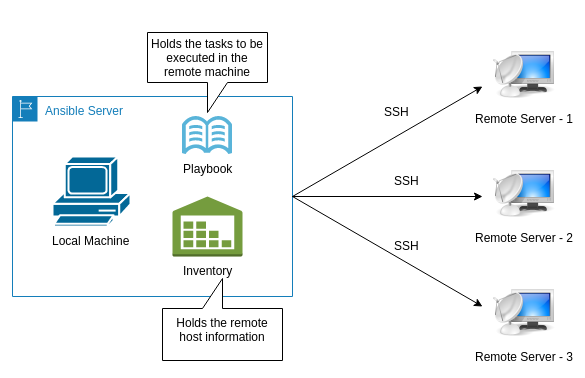 Holds the tasks to be
executed in the
remote machine
Ansible Server
SSH
Remote Server - 1
Playbook
Local Machine
SSH
Remote Server - 2
Inventory
SSH
Holds the remote
host information
Remote Server - 3